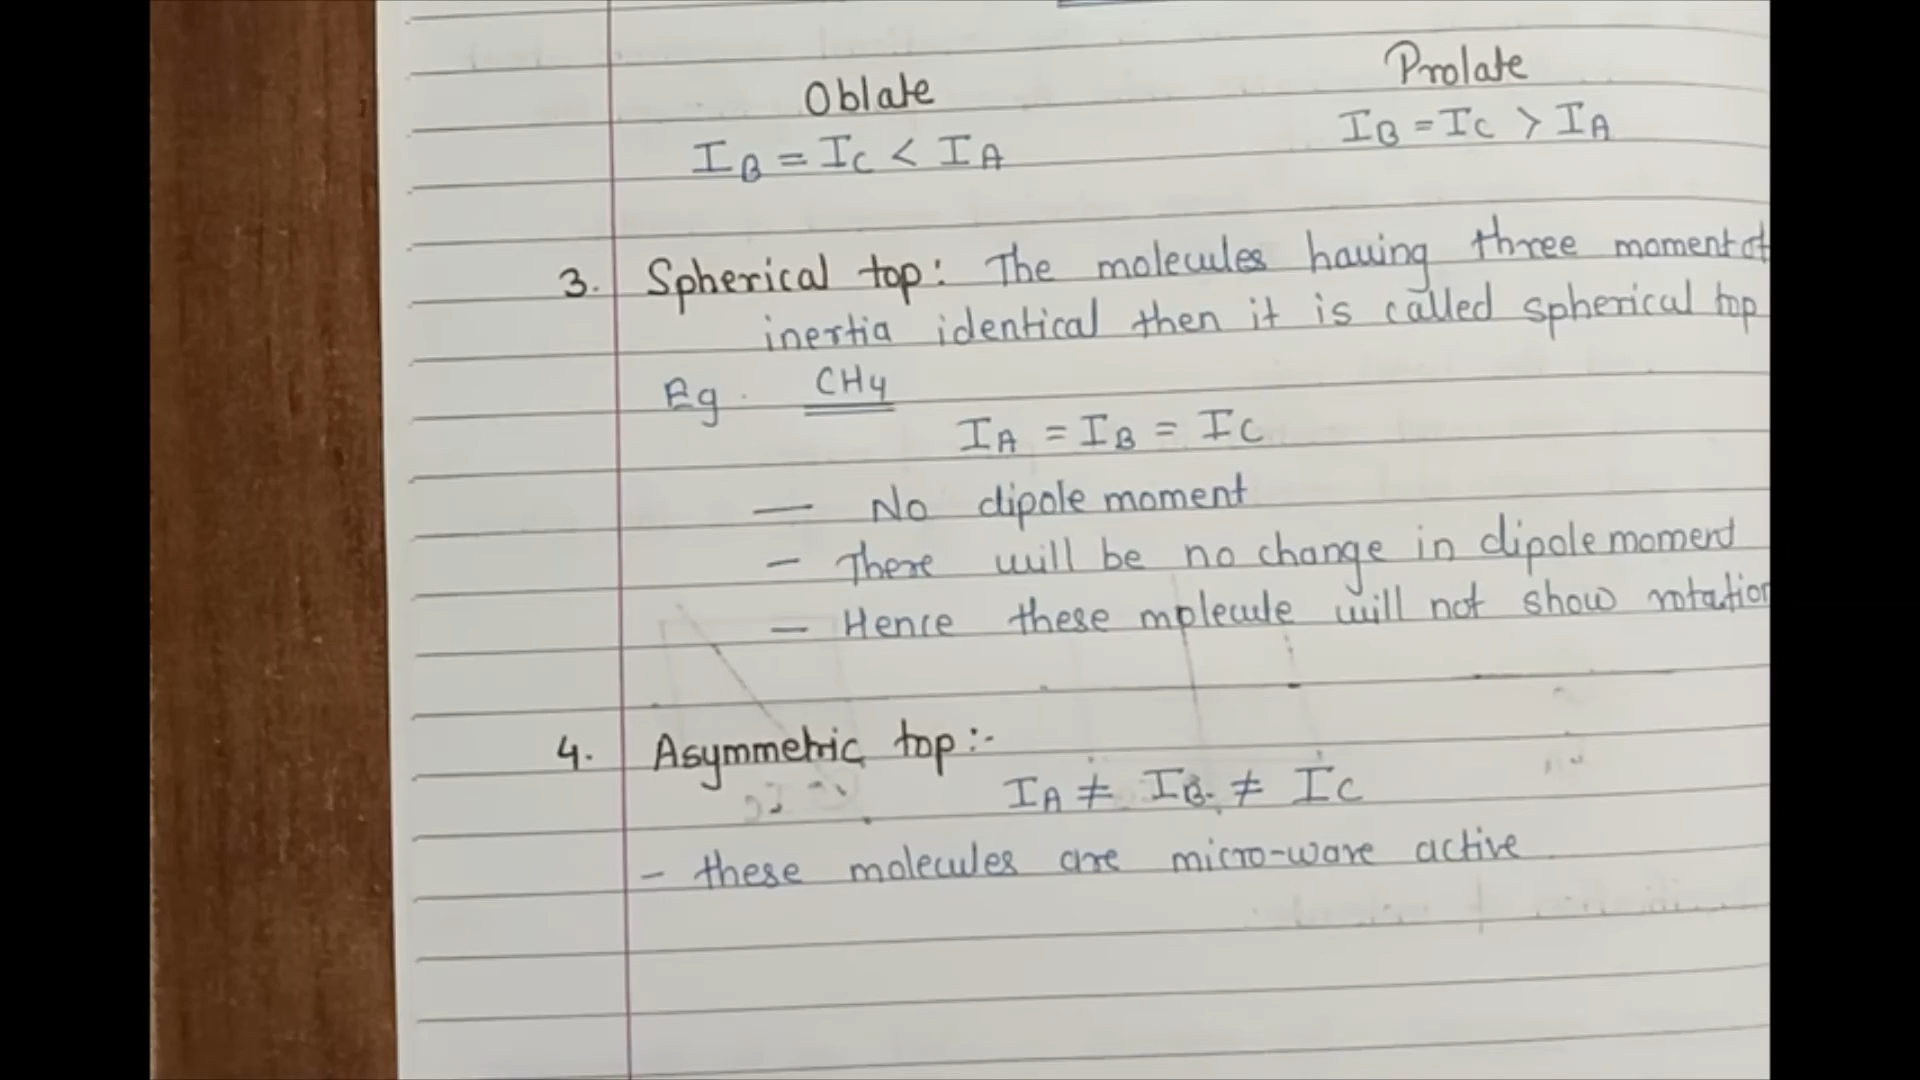 Oblate Prolate
I_B = I_C < I_A I_B = I_C > I_A
3. Spherical top: The molecules having three moment of
inertia identical then it is called spherical top
Eg. CH4
I_A = I_B = I_C
— No dipole moment
— There will be no change in dipole moment
— Hence these molecule will not show rotation
4. Asymmetric top:-
I_A ≠ I_B ≠ I_C
- these molecules are micro-wave active